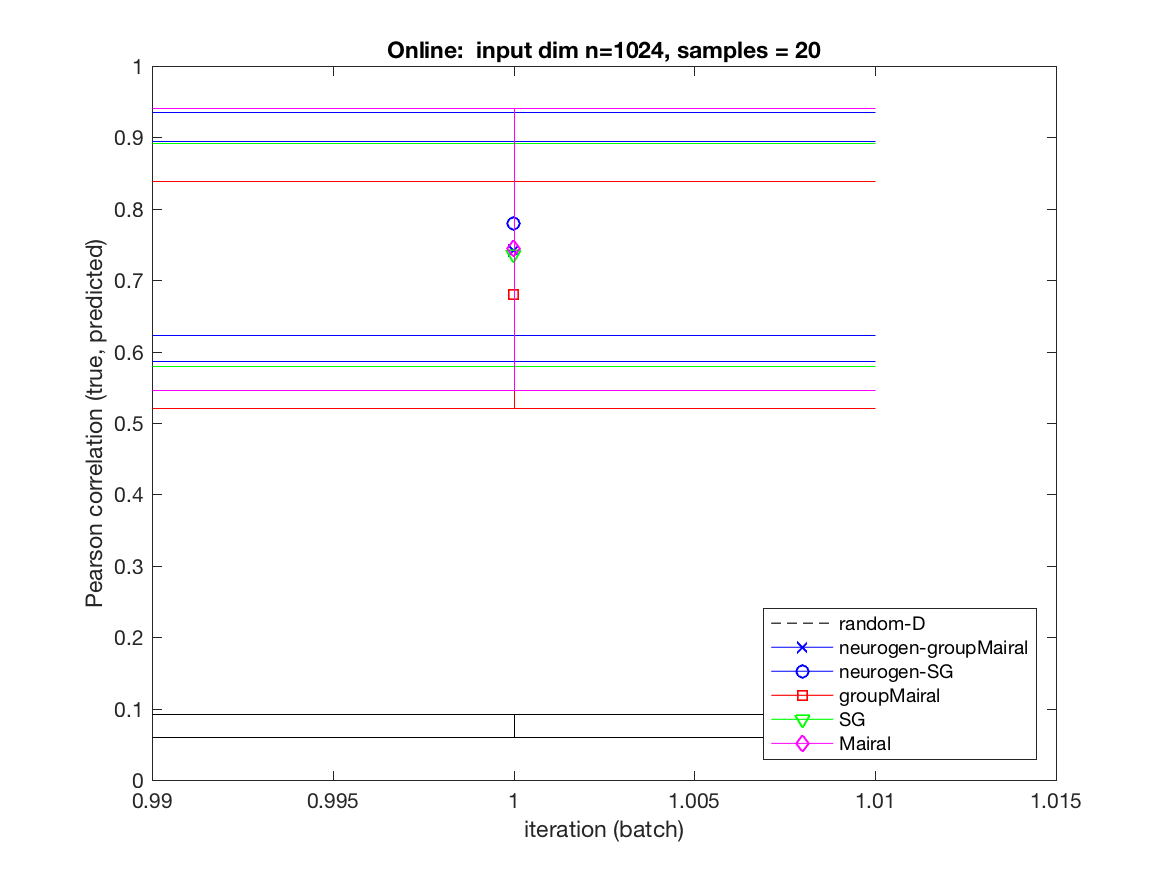 Online:  input dim n=1024, samples = 20
Pearson correlation (true, predicted)
1
0.9
0.8
0.7
0.6
0.5
0.4
0.3
0.2
0.1
0
random-D
neurogen-groupMairal
neurogen-SG
groupMairal
SG
Mairal
0.99
0.995
1
1.005
1.01
1.015
iteration (batch)